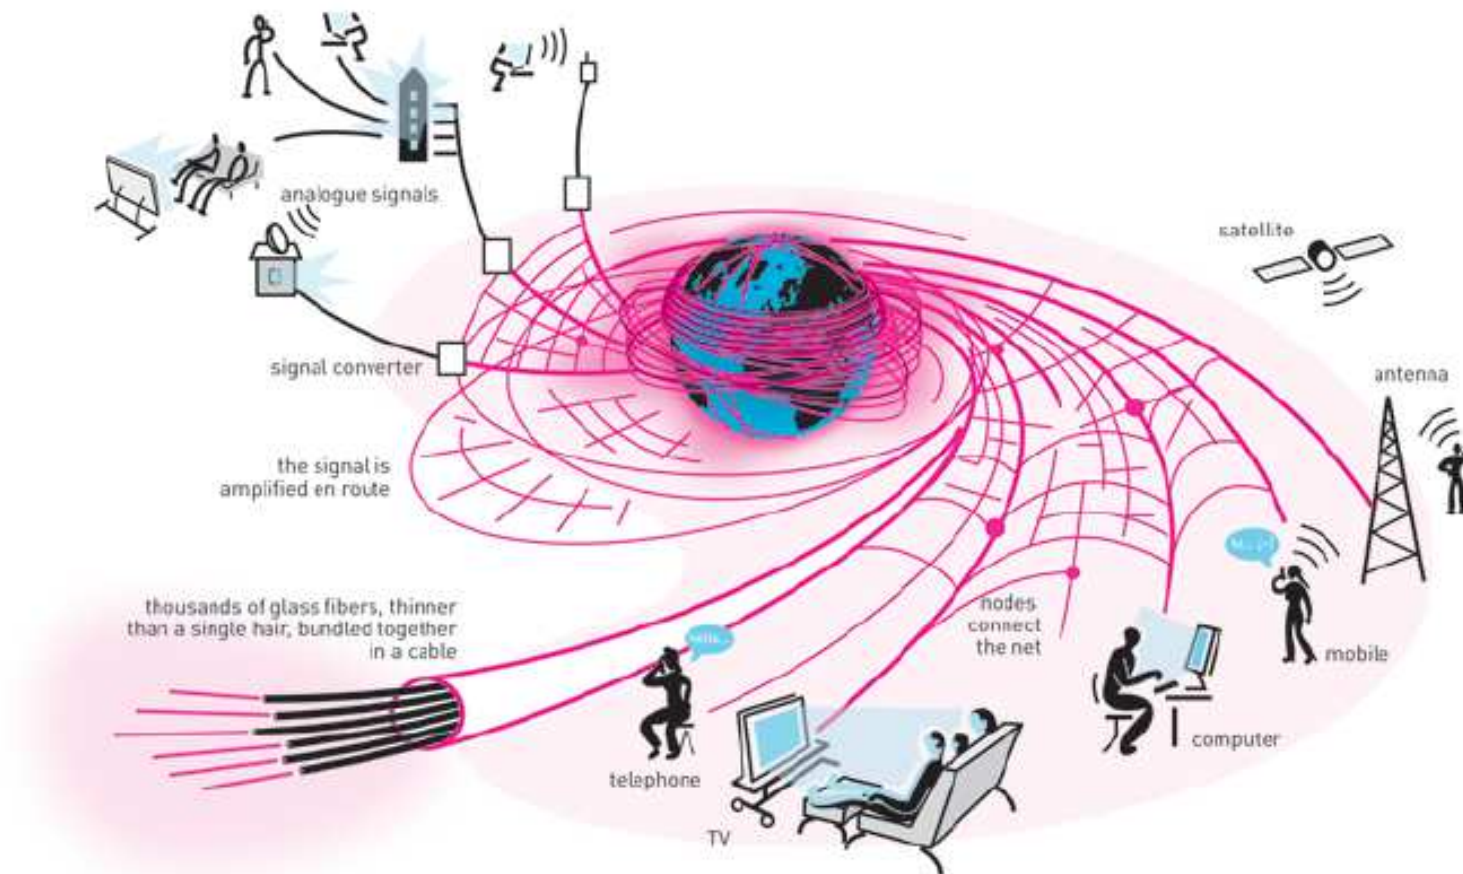 analogue signals
satellite
signal converter
antenna
the signal is
amplified en route
thousands of glass fibers, thinner
than a single hair, bundled together
in a cable
nodes
connect
the net
hello...
mobile
computer
telephone
TV